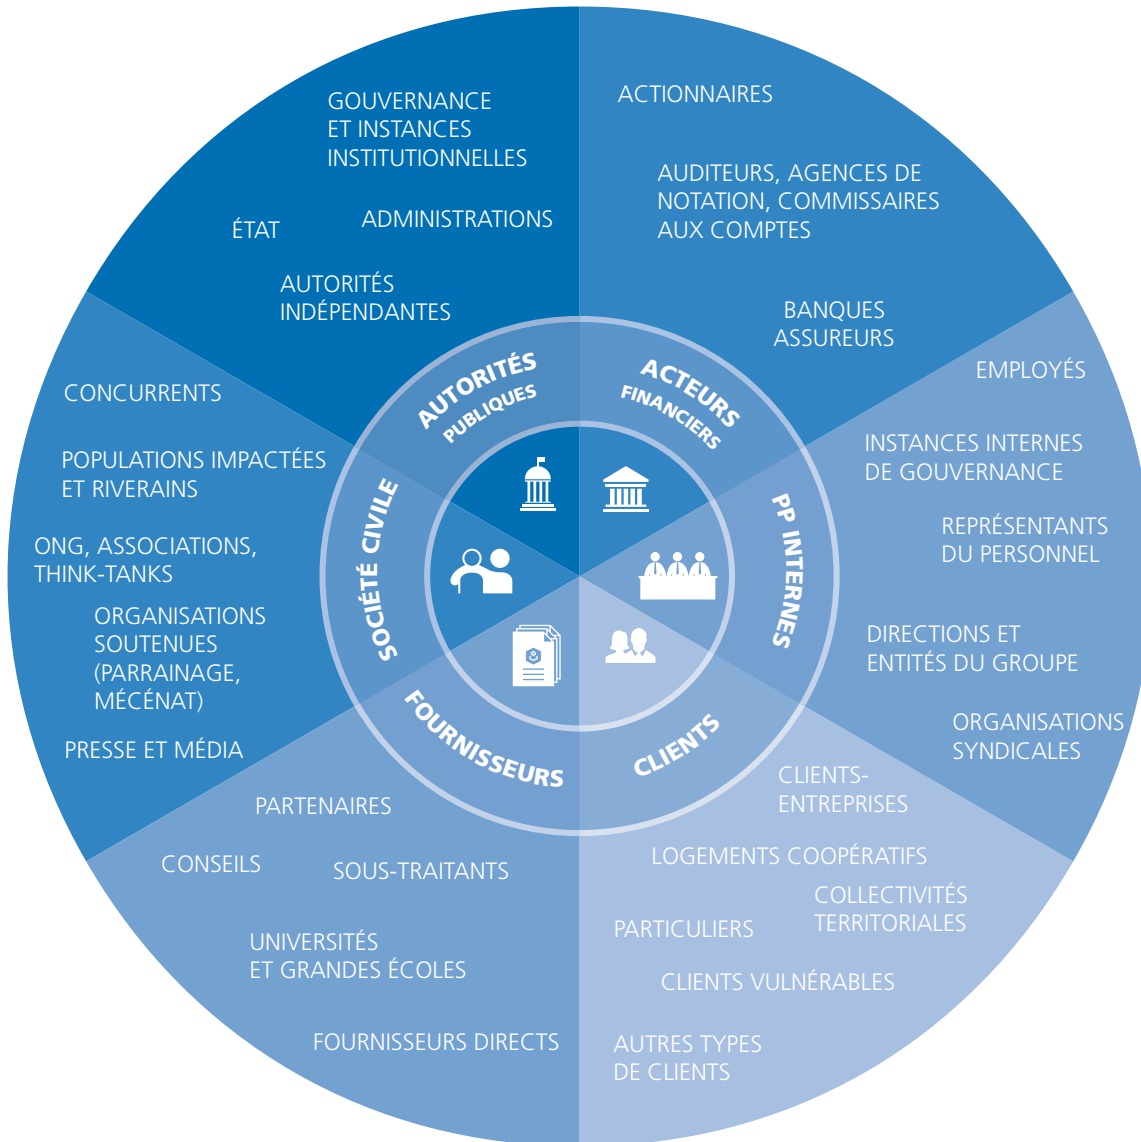 GOUVERNANCE
ET INSTANCES
INSTITUTIONNELLES
ÉTAT
ADMINISTRATIONS
AUTORITÉS
INDÉPENDANTES
ACTIONNAIRES
AUDITEURS, AGENCES DE
NOTATION, COMMISSAIRES
AUX COMPTES
BANQUES
ASSUREURS
EMPLOYÉS
INSTANCES INTERNES
DE GOUVERNANCE
REPRÉSENTANTS
DU PERSONNEL
DIRECTIONS ET
ENTITÉS DU GROUPE
ORGANISATIONS
SYNDICALES
CLIENTS-
ENTREPRISES
LOGEMENTS COOPÉRATIFS
COLLECTIVITÉS
TERRITORIALES
PARTICULIERS
CLIENTS VULNÉRABLES
AUTRES TYPES
DE CLIENTS
PARTENAIRES
CONSEILS
SOUS-TRAITANTS
UNIVERSITÉS
ET GRANDES ÉCOLES
FOURNISSEURS DIRECTS
CONCURRENTS
POPULATIONS IMPACTÉES
ET RIVERAINS
ONG, ASSOCIATIONS,
THINK-TANKS
ORGANISATIONS
SOUTENUES
(PARRAINAGE,
MÉCÉNAT)
PRESSE ET MÉDIA
AUTORITÉS
PUBLIQUES
ACTEURS
FINANCIERS
PP INTERNES
CLIENTS
FOURNISSEURS
SOCIÉTÉ CIVILE